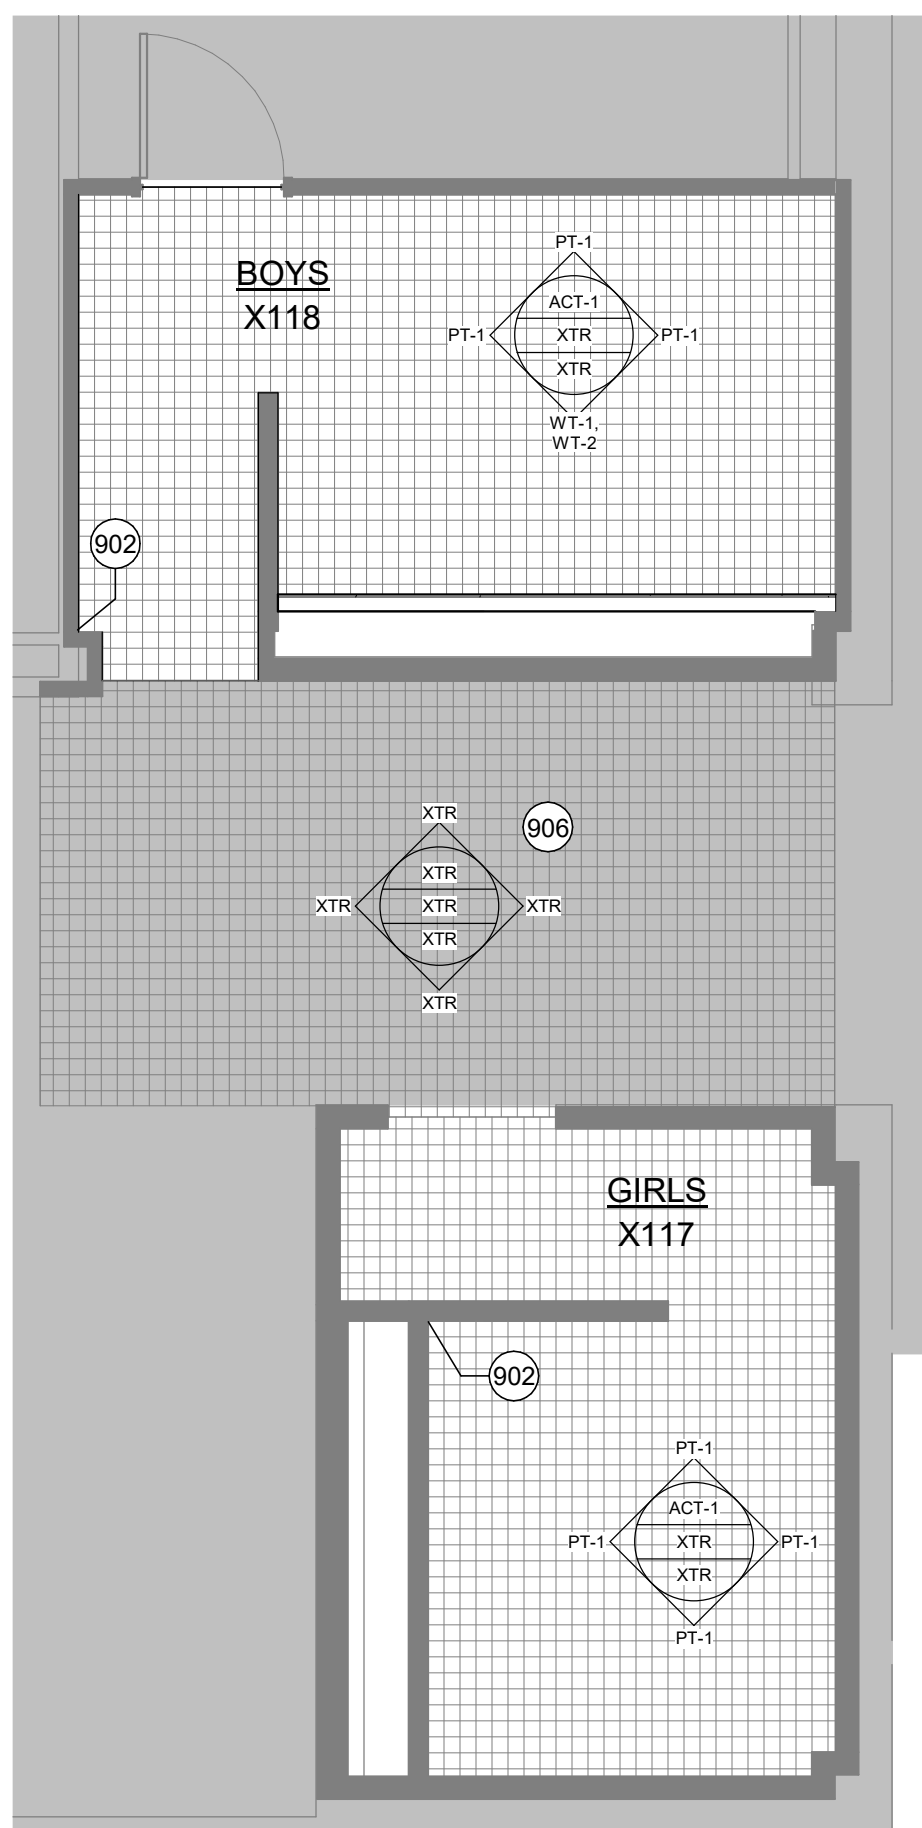 PT-1
BOYS
X118
ACT-1
PT-1
XTR
PT-1
XTR
WT-1,
WT-2
902
XTR
906
XTR
XTR
XTR
XTR
XTR
XTR
GIRLS
X117
902
PT-1
ACT-1
PT-1
XTR
PT-1
XTR
PT-1